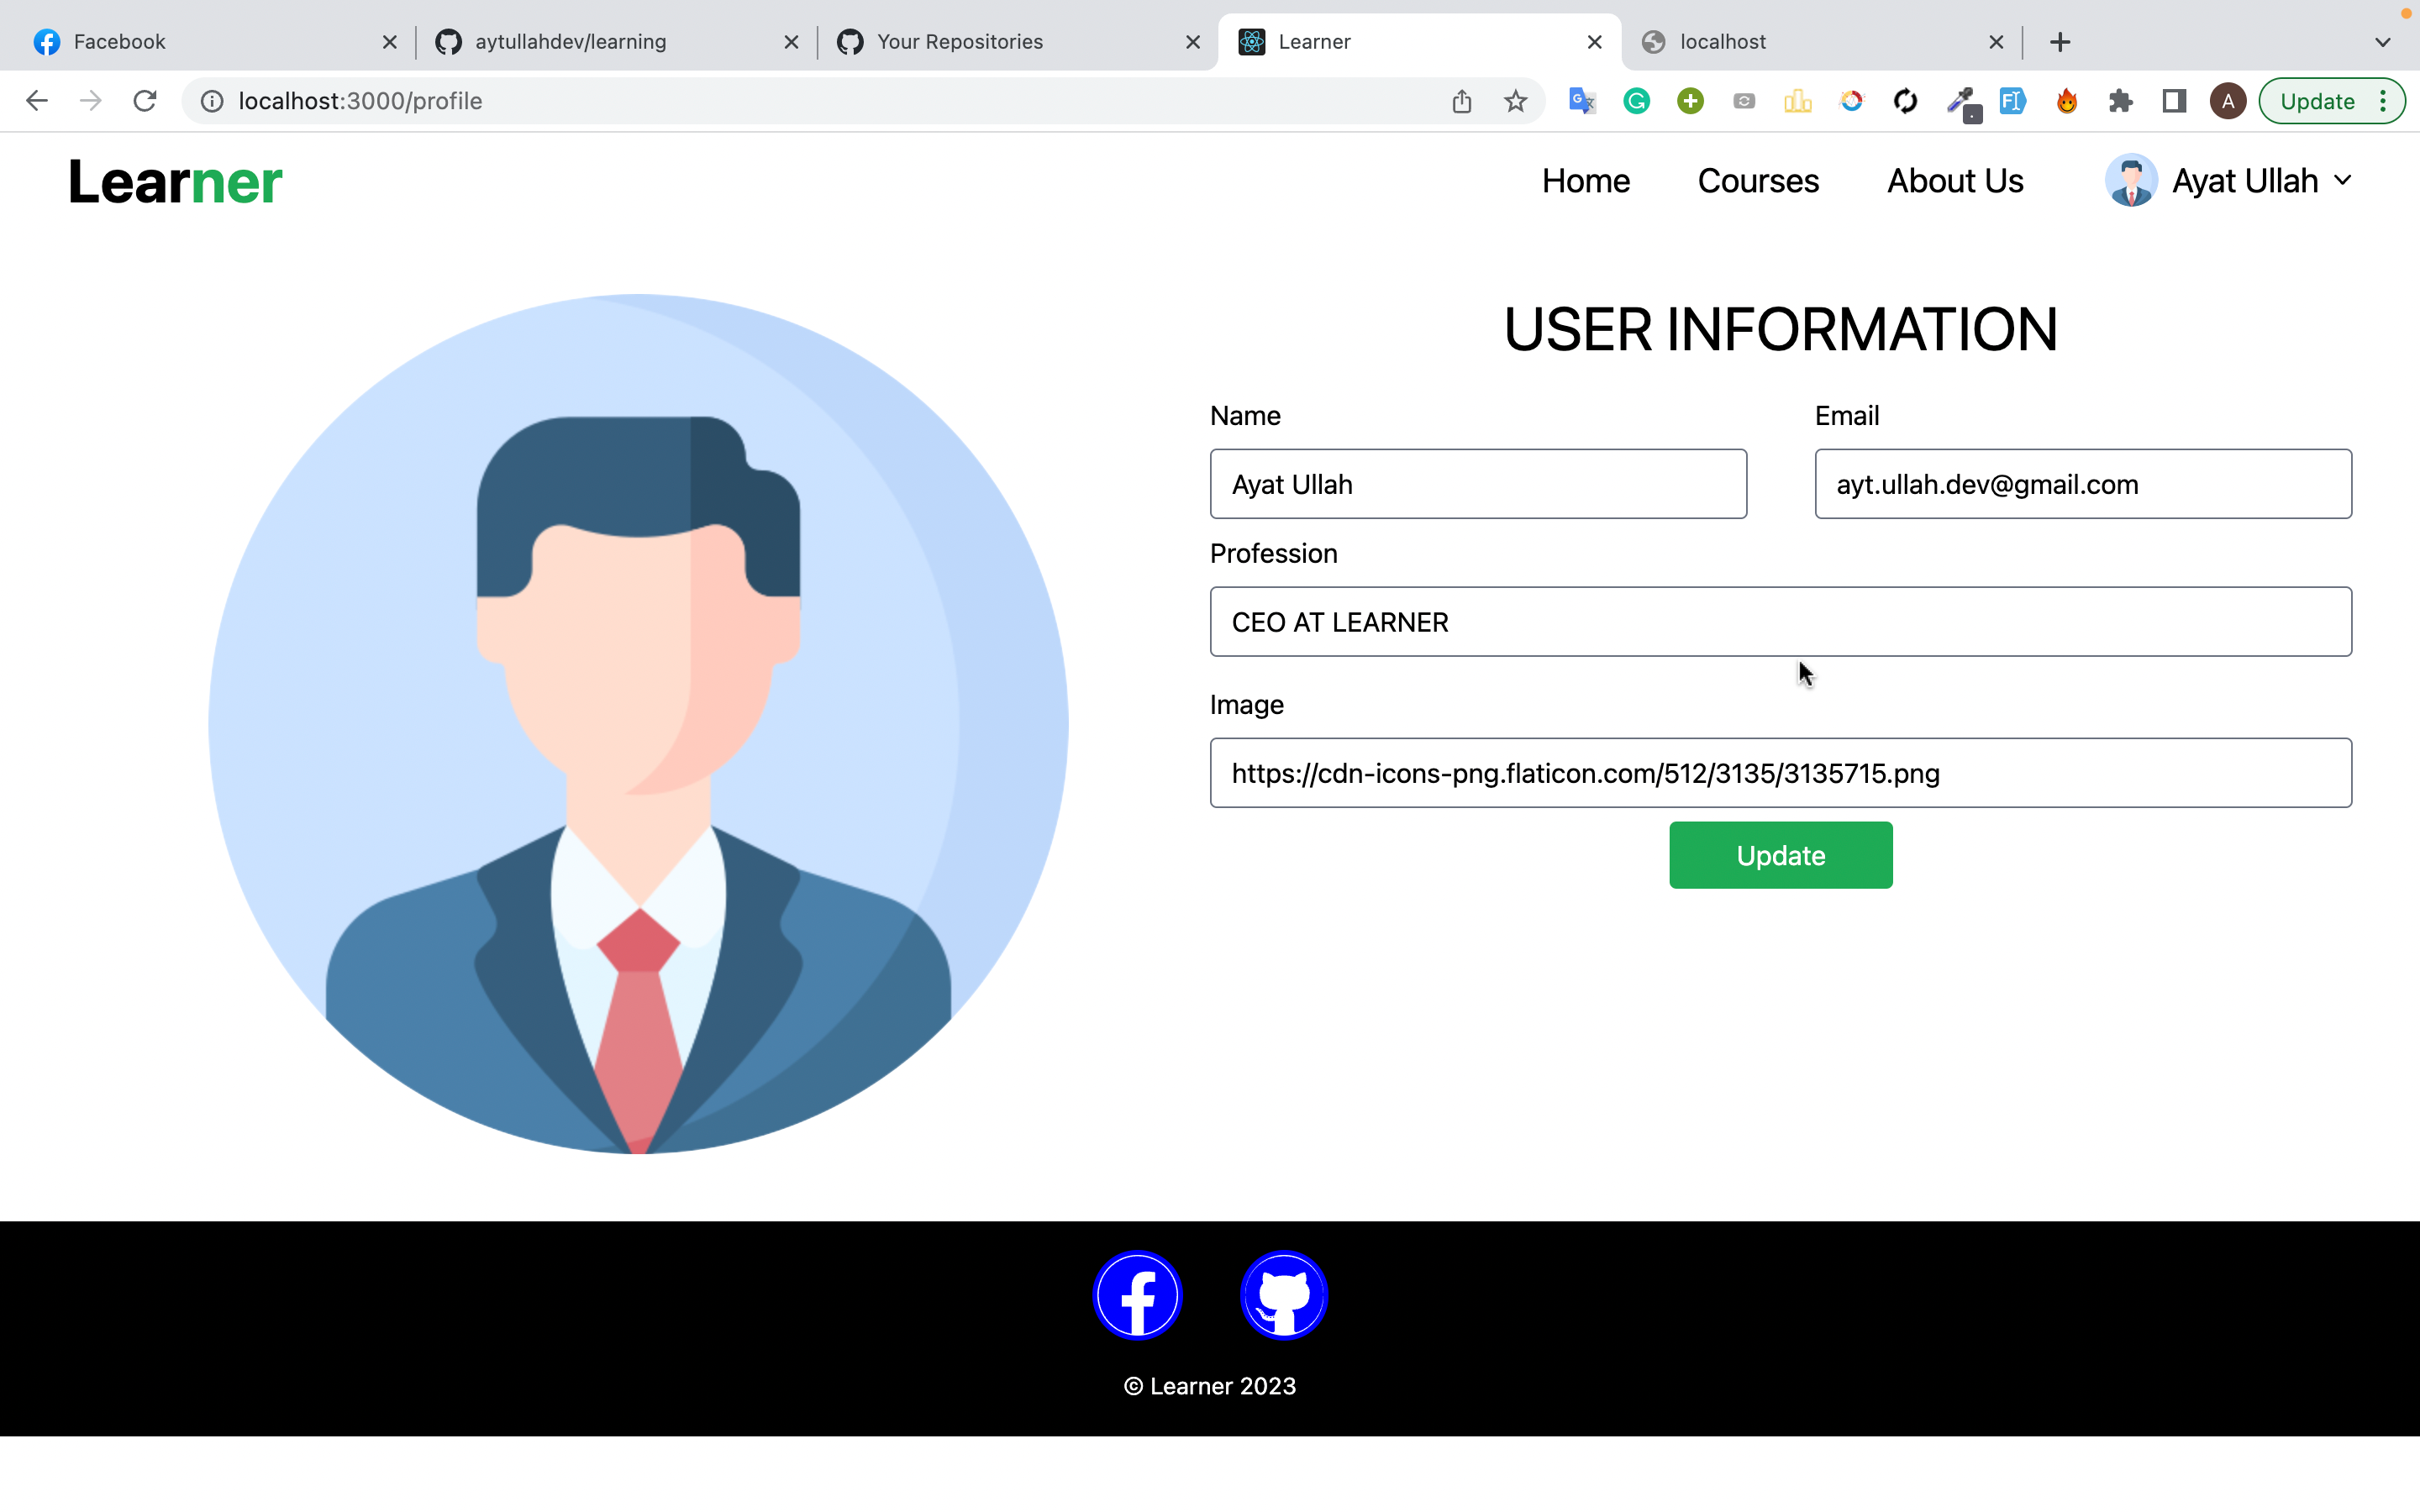 Facebook
aytullahdev/learning
Your Repositories
Learner
localhost
localhost:3000/profile
A
Update
Learner
Home
Courses
About Us
Ayat Ullah
USER INFORMATION
Name
Email
Ayat Ullah
ayt.ullah.dev@gmail.com
Profession
CEO AT LEARNER
Image
https://cdn-icons-png.flaticon.com/512/3135/3135715.png
Update
© Learner 2023